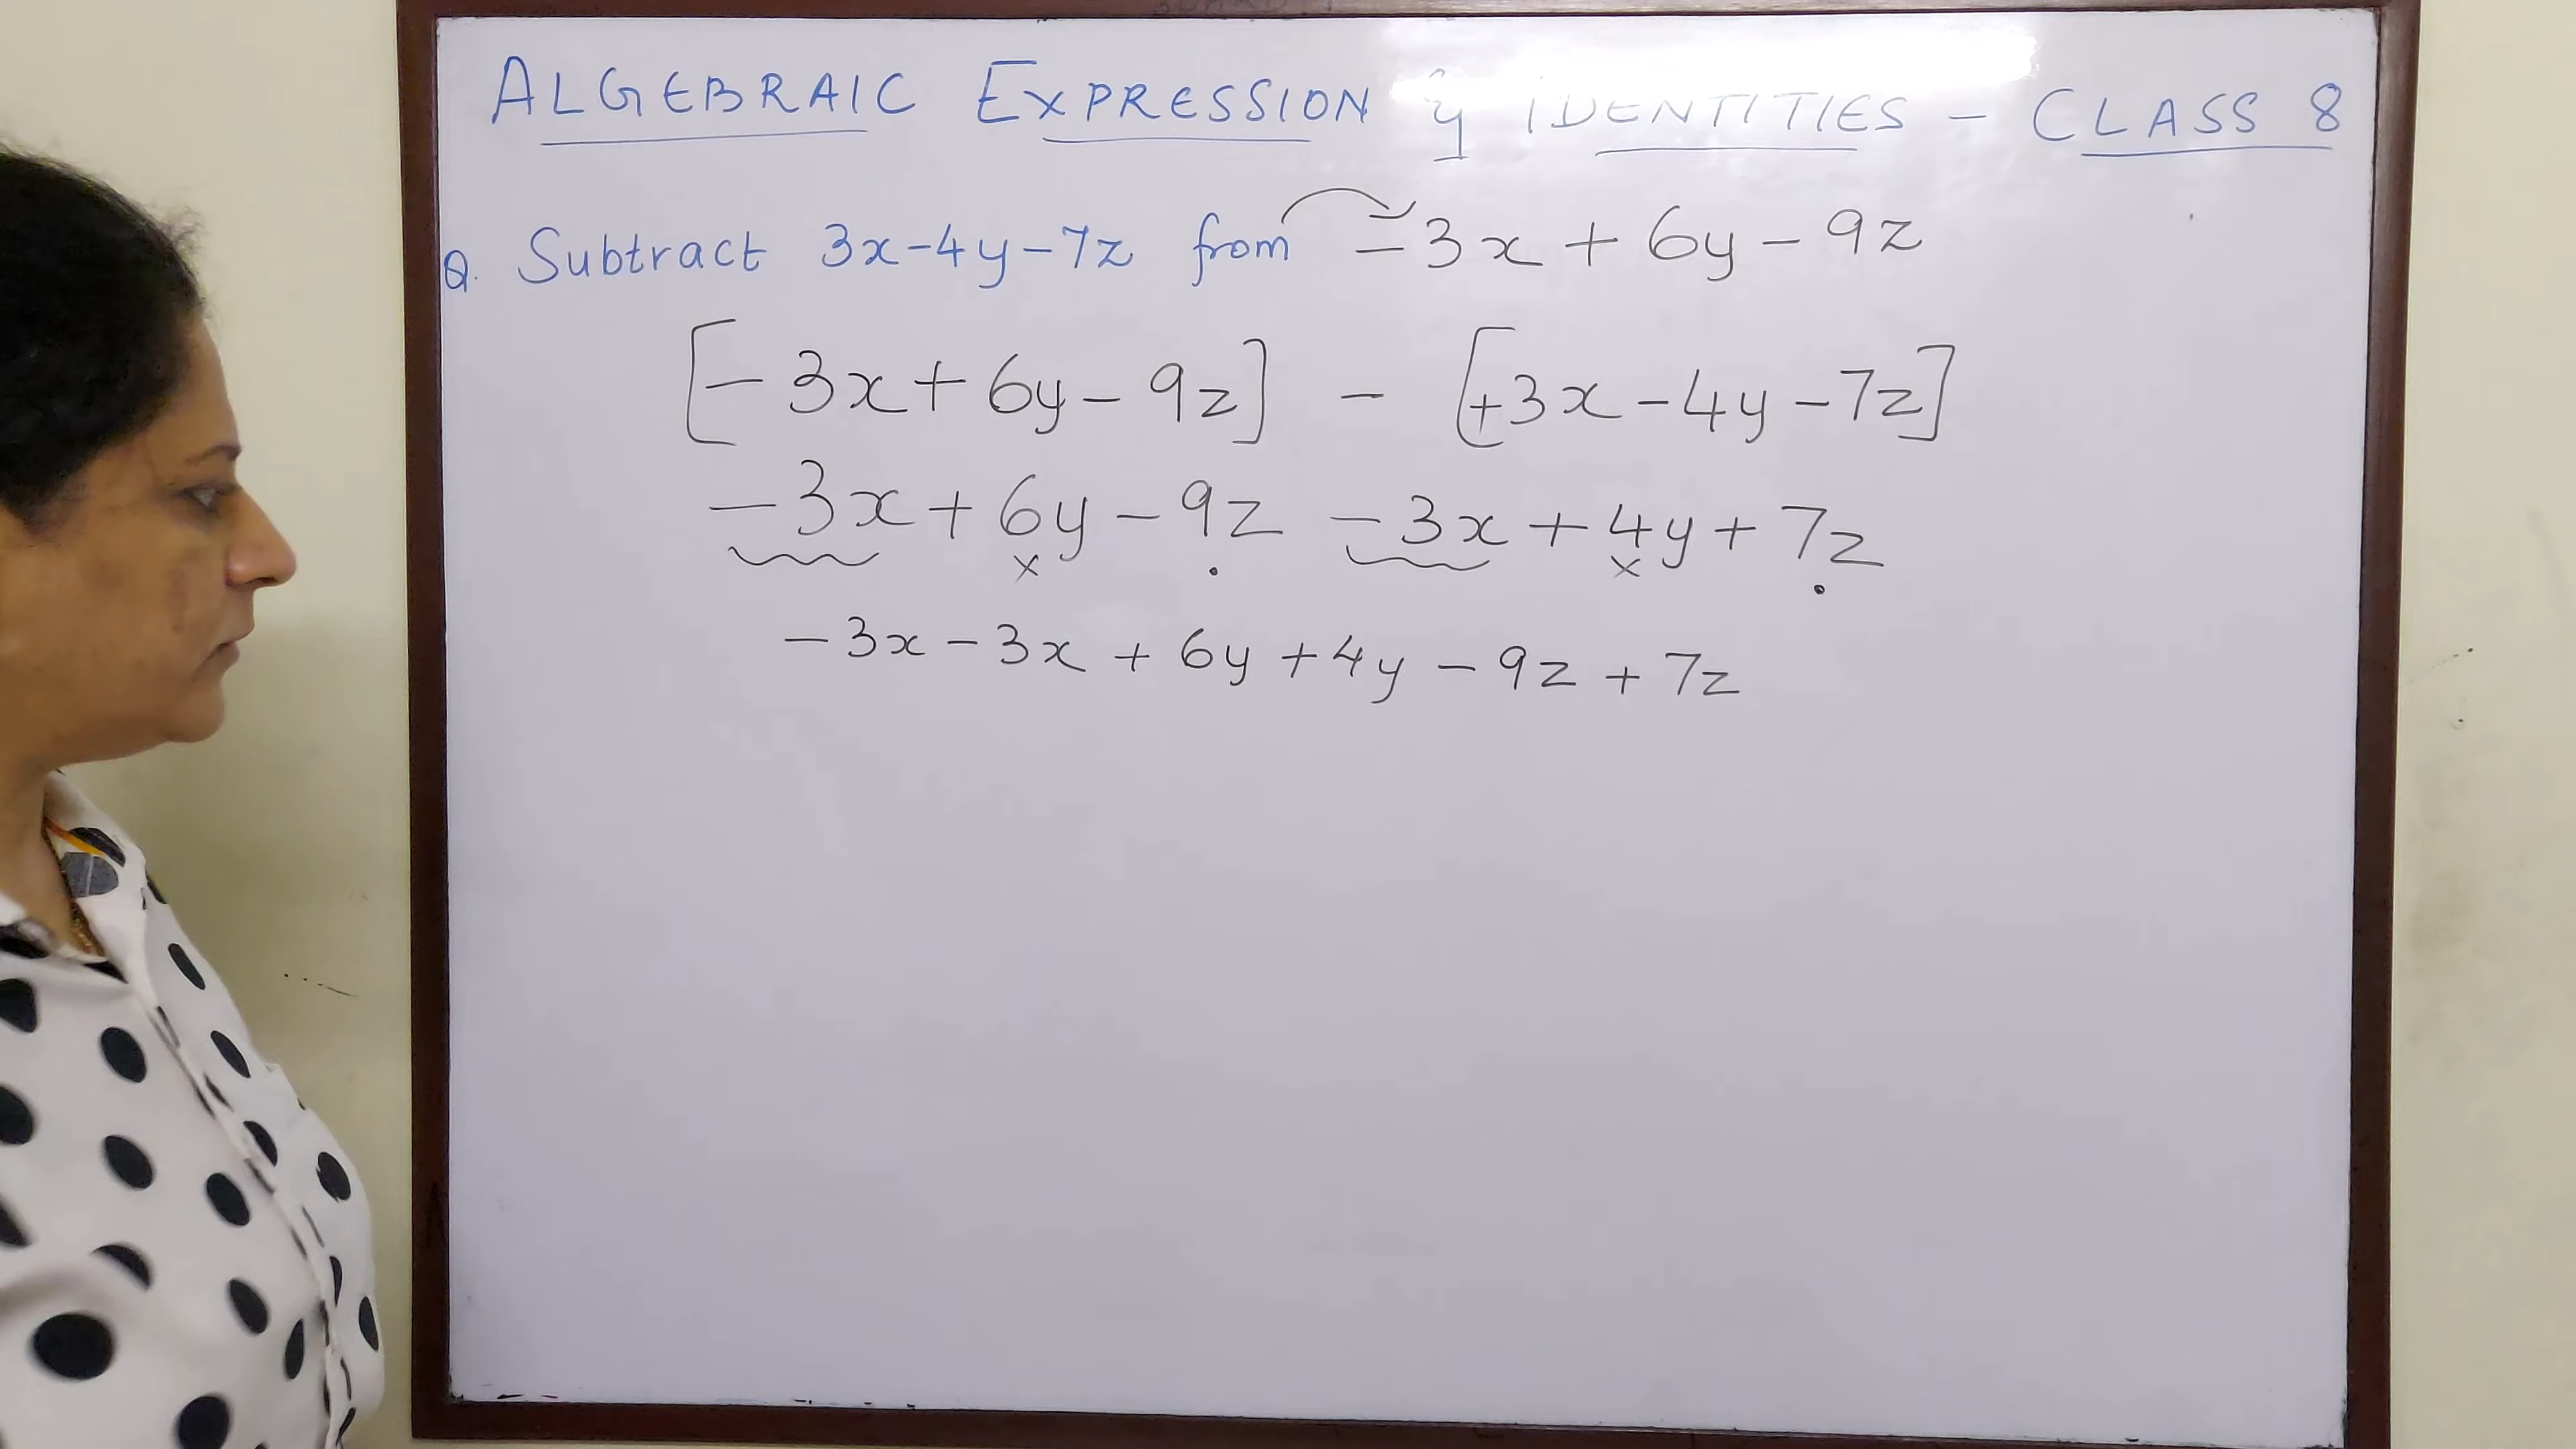 ALGEBRAIC EXPRESSION & IDENTITIES - CLASS 8
Q. Subtract 3x-4y-7z from -3x + 6y - 9z
[-3x + 6y - 9z] - [+3x - 4y - 7z]
-3x + 6y - 9z - 3x + 4y + 7z
x . x .
-3x - 3x + 6y + 4y - 9z + 7z